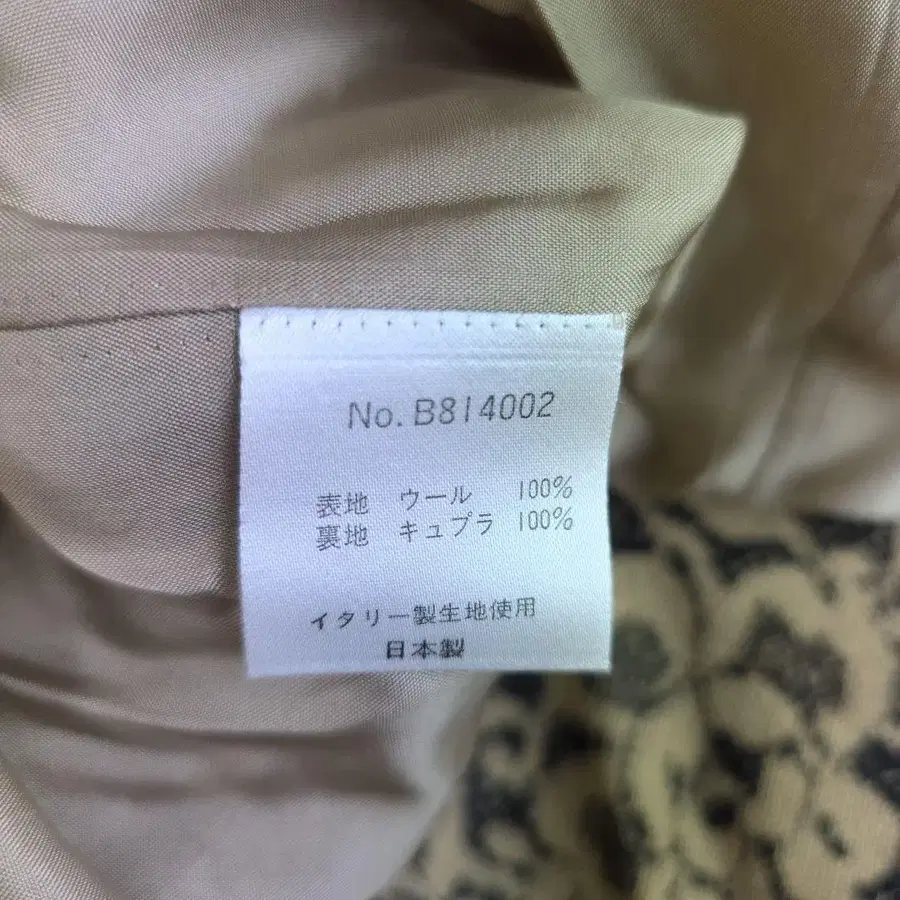 No. B814002
表地 ウール 100%
裏地 キュプラ 100%
イタリー製生地使用
日本製